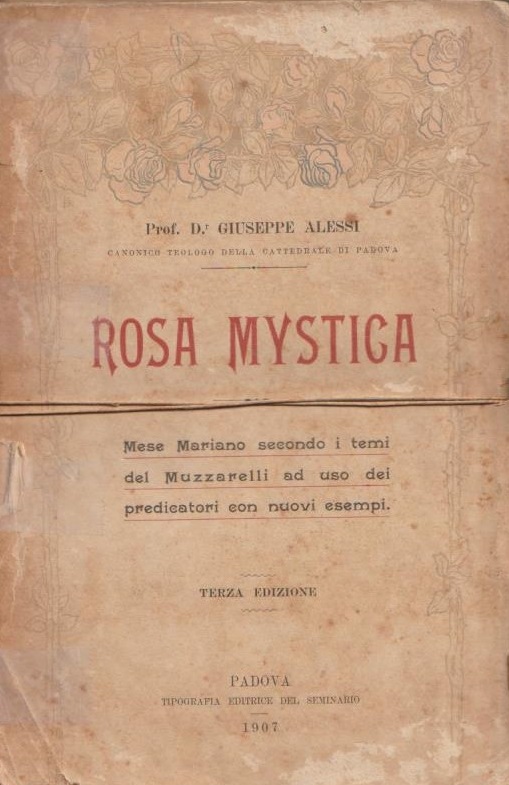 Prof. D.r GIUSEPPE ALESSI
CANONICO TEOLOGO DELLA CATTEDRALE DI PADOVA
ROSA MYSTICA
Mese Mariano secondo i temi
del Muzzarelli ad uso dei
predicatori con nuovi esempi.
TERZA EDIZIONE
PADOVA
TIPOGRAFIA EDITRICE DEL SEMINARIO
1907